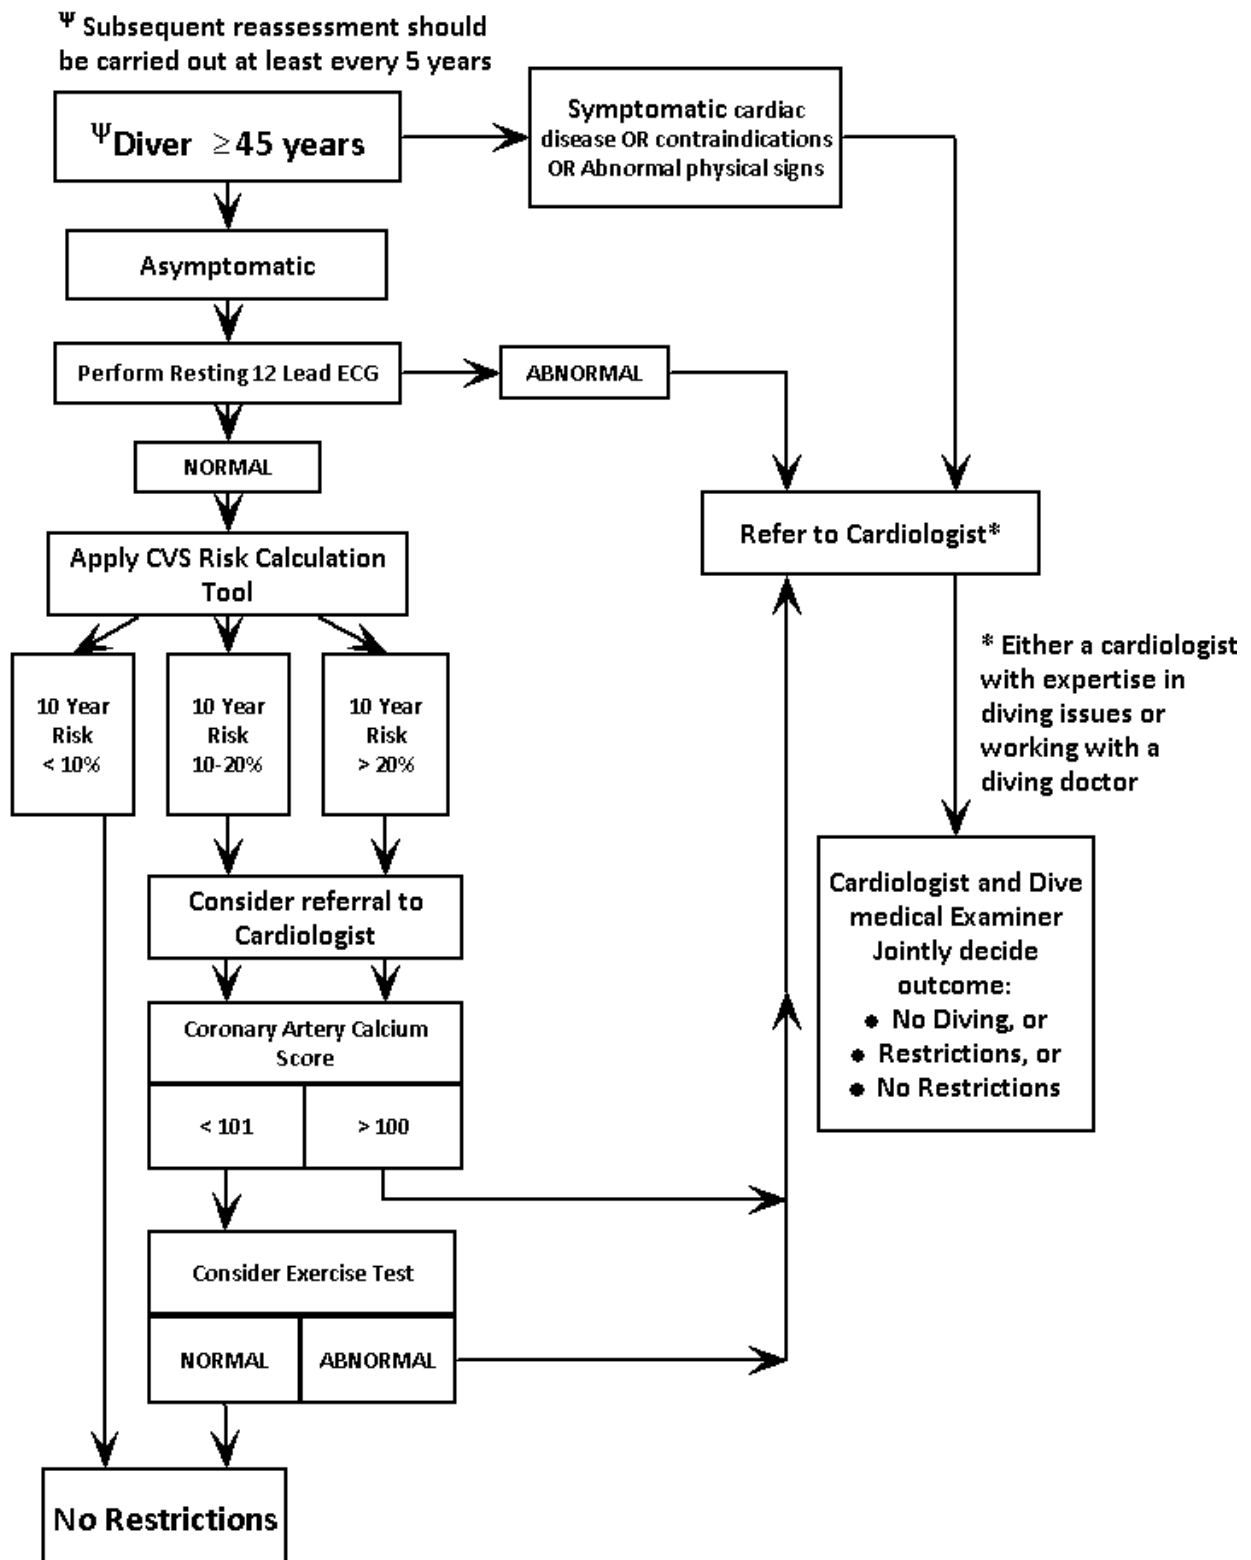 Ψ Subsequent reassessment should
be carried out at least every 5 years
ΨDiver ≥45 years
Symptomatic cardiac
disease OR contraindications
OR Abnormal physical signs
Asymptomatic
Perform Resting 12 Lead ECG
ABNORMAL
NORMAL
Refer to Cardiologist*
Apply CVS Risk Calculation
Tool
10 Year
Risk
< 10%
10 Year
Risk
10-20%
10 Year
Risk
> 20%
* Either a cardiologist
with expertise in
diving issues or
working with a
diving doctor
Consider referral to
Cardiologist
Cardiologist and Dive
medical Examiner
Jointly decide
outcome:
● No Diving, or
● Restrictions, or
● No Restrictions
Coronary Artery Calcium
Score
< 101
> 100
Consider Exercise Test
NORMAL
ABNORMAL
No Restrictions